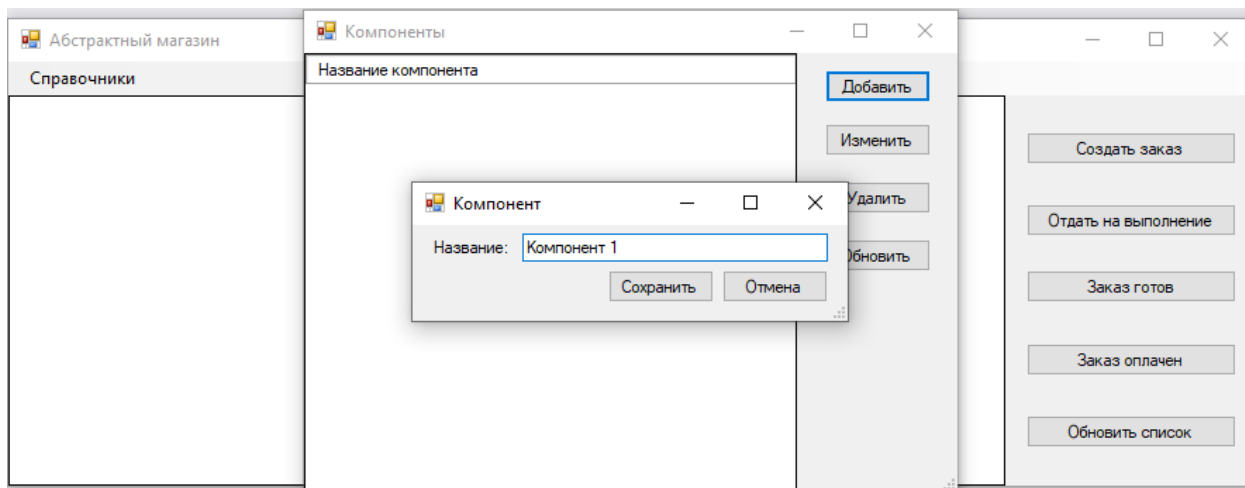 Абстрактный магазин
Справочники
Компоненты
Название компонента
Добавить
Изменить
Удалить
Обновить
Компонент
Название: Компонент 1
Сохранить Отмена
Создать заказ
Отдать на выполнение
Заказ готов
Заказ оплачен
Обновить список